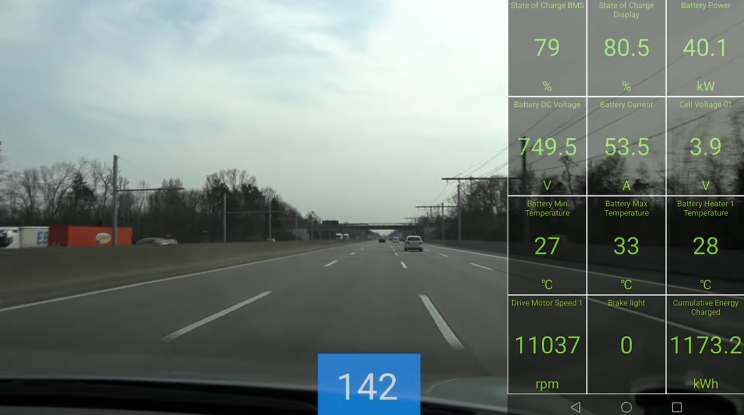 State of Charge BMS
79
%
State of Charge
Display
80.5
%
Battery Power
40.1
kW
Battery DC Voltage
749.5
V
Battery Current
53.5
A
Cell Voltage 01
3.9
V
Battery Min
Temperature
27
°C
Battery Max
Temperature
33
°C
Battery Heater 1
Temperature
28
°C
Drive Motor Speed 1
11037
rpm
Brake light
0
Cumulative Energy
Charged
1173.2
kWh
142